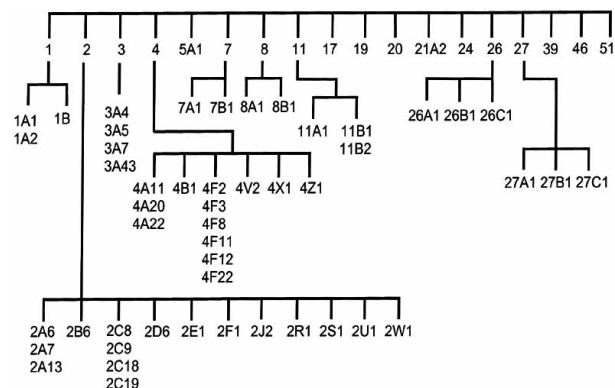 1 2 3 4 5A1 7 8 11 17 19 20 21A2 24 26 27 39 46 51
1A1 1B
1A2
3A4
3A5
3A7
3A43
7A1 7B1 8A1 8B1
11A1 11B1
11B2
26A1 26B1 26C1
27A1 27B1 27C1
4A11 4B1 4F2 4V2 4X1 4Z1
4A20 4F3
4A22 4F8
4F11
4F12
4F22
2A6 2B6 2C8 2D6 2E1 2F1 2J2 2R1 2S1 2U1 2W1
2A7 2C9
2A13 2C18
2C19